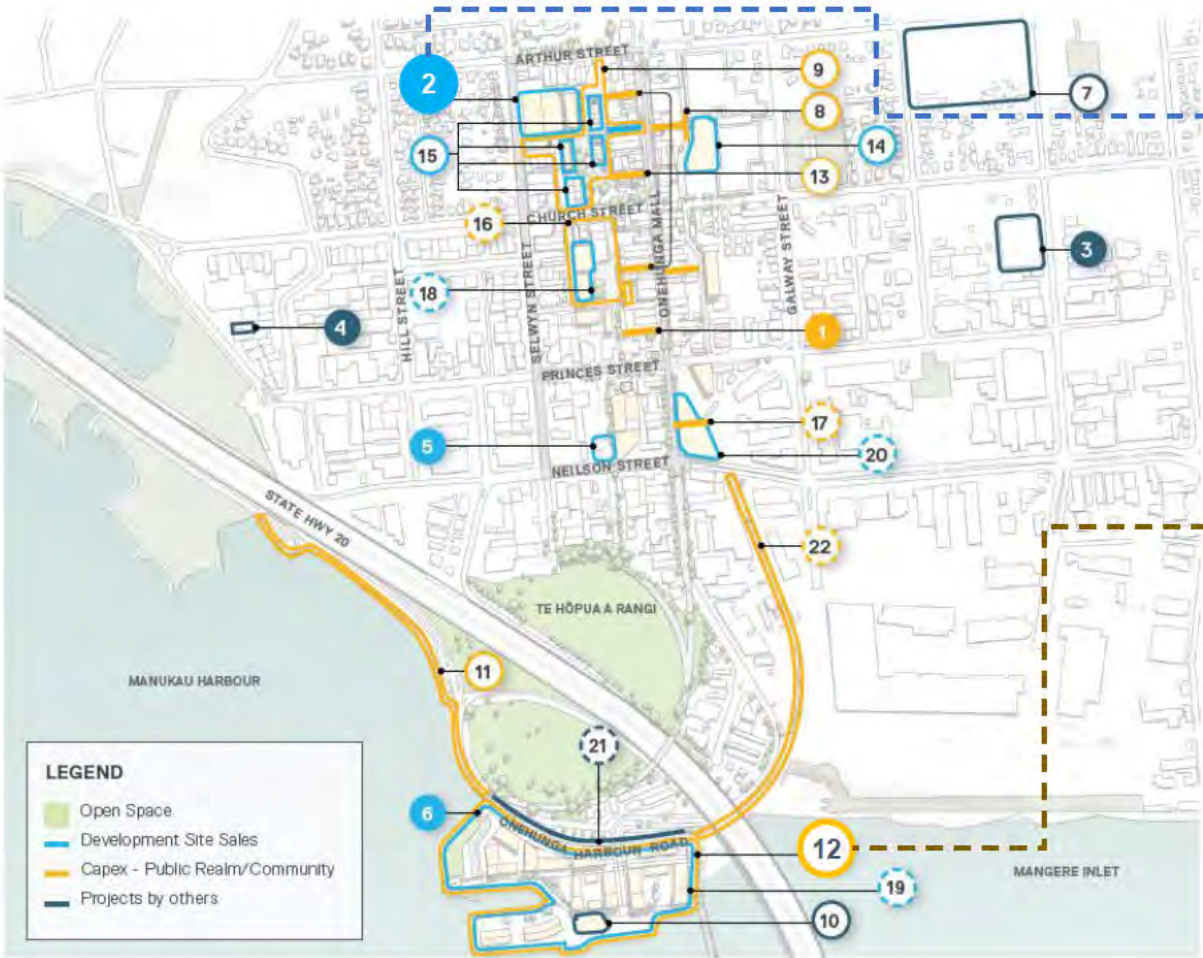 ARTHUR STREET
2
9
7
8
15
14
13
CHURCH STREET
16
ONEHUNGA MALL
SELWYN STREET
GALWAY STREET
3
18
HILL STREET
4
1
PRINCES STREET
17
5
20
NEILSON STREET
STATE HWY 20
22
TE HŌPUA A RANGI
11
MANUKAU HARBOUR
21
LEGEND
Open Space
Development Site Sales
Capex - Public Realm/Community
Projects by others
6
ONEHUNGA HARBOUR ROAD
12
MANGERE INLET
19
10